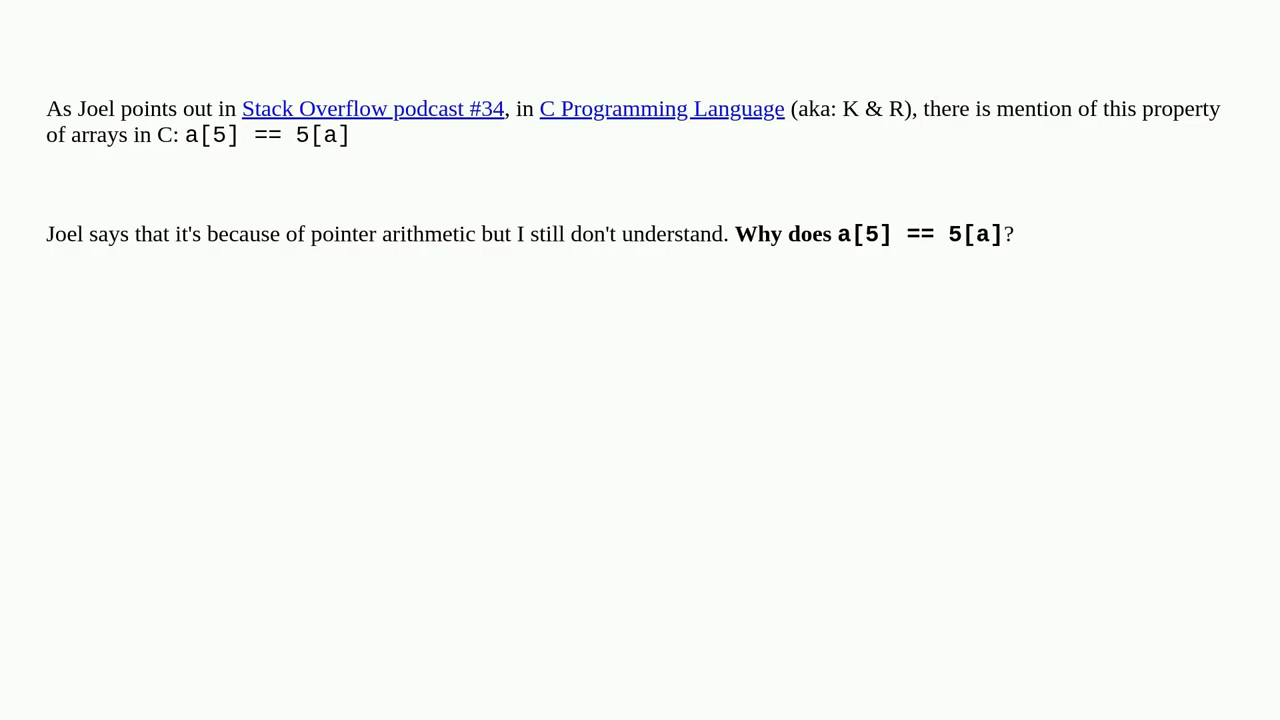 As Joel points out in Stack Overflow podcast #34, in C Programming Language (aka: K & R), there is mention of this property
of arrays in C: a[5] == 5[a]
Joel says that it's because of pointer arithmetic but I still don't understand. Why does a[5] == 5[a]?